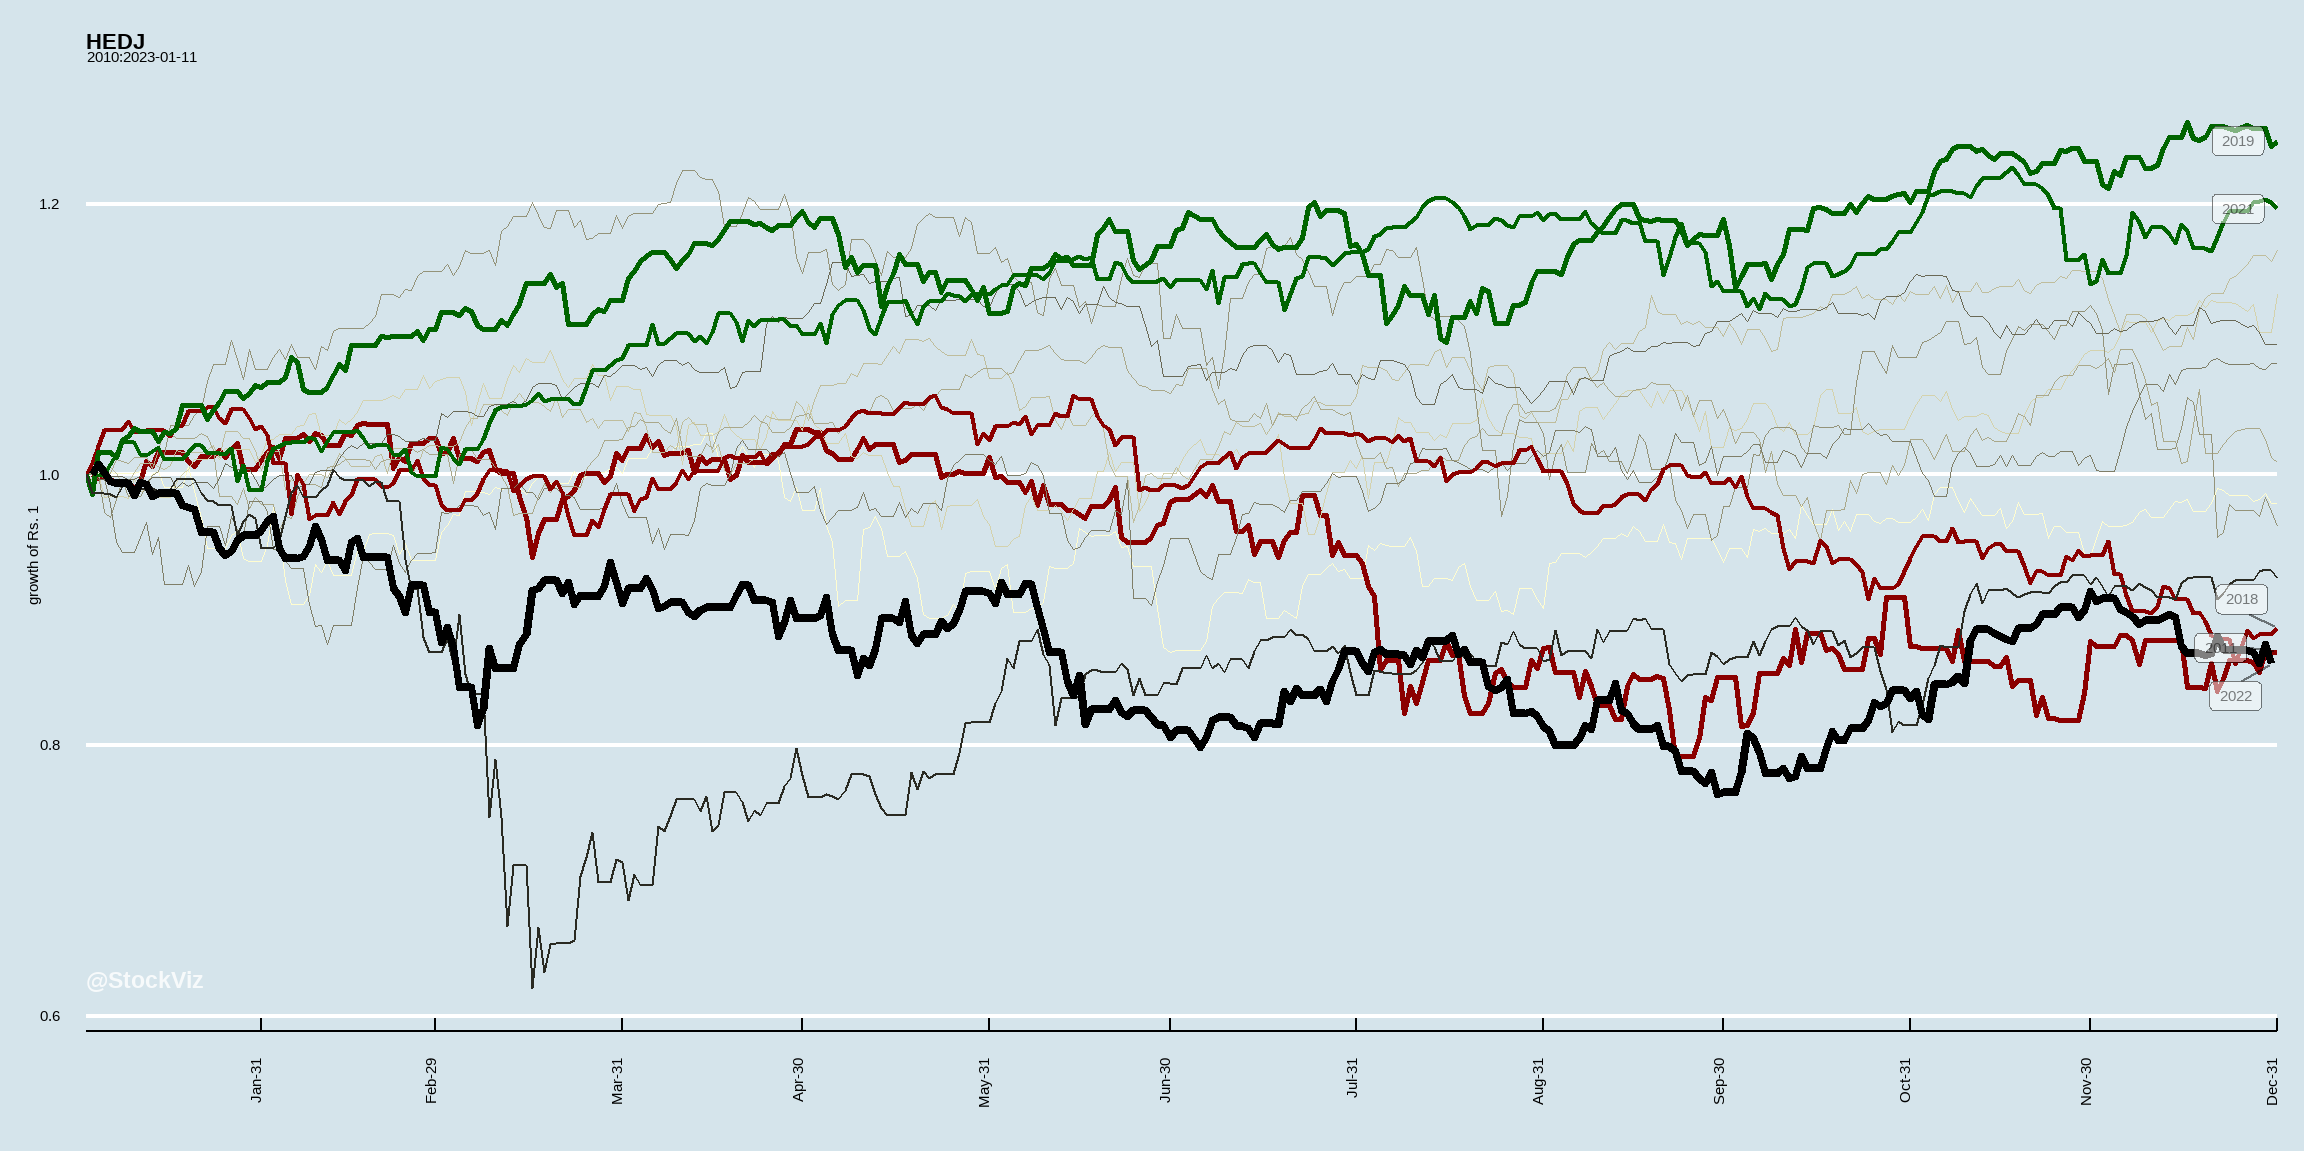 HEDJ
2010:2023-01-11
growth of Rs. 1
1.2
1.0
0.8
0.6
2019
2021
2018
2011
2022
@StockViz
Jan-31
Feb-29
Mar-31
Apr-30
May-31
Jun-30
Jul-31
Aug-31
Sep-30
Oct-31
Nov-30
Dec-31